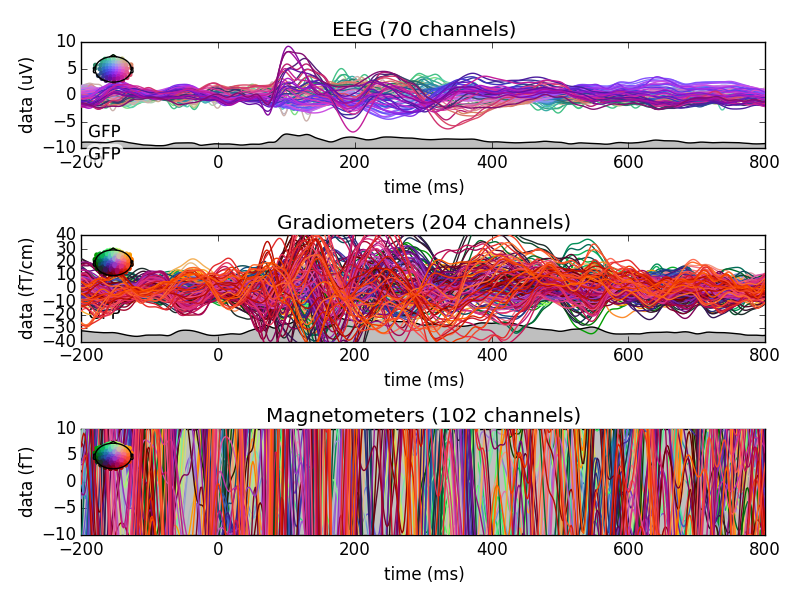 EEG (70 channels)
data (uV)
10
5
0
−5
−10
GFP
GFP
−200 0 200 400 600 800
time (ms)
Gradiometers (204 channels)
data (fT/cm)
40
30
20
10
0
−10
−20
−30
−40
−200 0 200 400 600 800
time (ms)
Magnetometers (102 channels)
data (fT)
10
5
0
−5
−10
−200 0 200 400 600 800
time (ms)